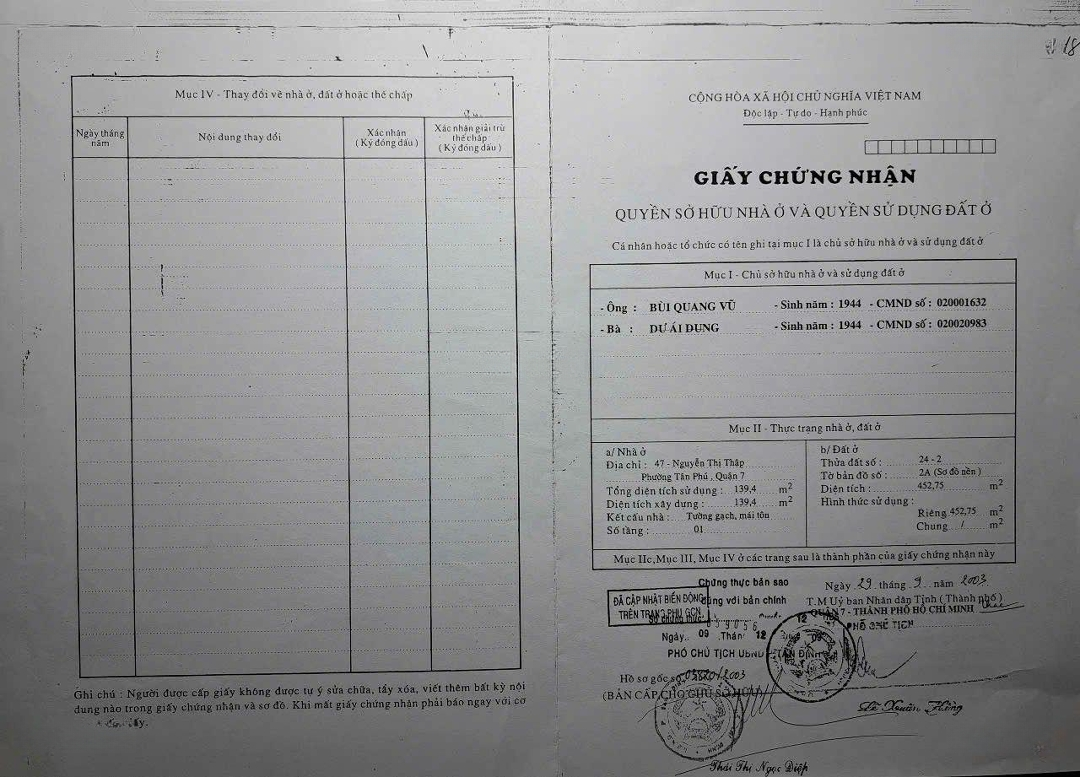 18
Mục IV - Thay đổi về nhà ở, đất ở hoặc thế chấp
Ngày tháng năm
Nội dung thay đổi
Xác nhận
( Ký đóng dấu )
Xác nhận giải trừ
thế chấp
( Ký đóng dấu )
Ghi chú : Người được cấp giấy không được tự ý sửa chữa, tẩy xóa, viết thêm bất kỳ nội
dung nào trong giấy chứng nhận và sơ đồ. Khi mất giấy chứng nhận phải báo ngay với cơ
CỘNG HÒA XÃ HỘI CHỦ NGHĨA VIỆT NAM
Độc lập - Tự do - Hạnh phúc
GIẤY CHỨNG NHẬN
QUYỀN SỞ HỮU NHÀ Ở VÀ QUYỀN SỬ DỤNG ĐẤT Ở
Cá nhân hoặc tổ chức có tên ghi tại mục I là chủ sở hữu nhà ở và sử dụng đất ở
Mục I - Chủ sở hữu nhà ở và sử dụng đất ở
- Ông : BÙI QUANG VŨ - Sinh năm : 1944 - CMND số : 020001632
- Bà : DƯ ÁI DUNG - Sinh năm : 1944 - CMND số : 020020983
Mục II - Thực trạng nhà ở, đất ở
a/ Nhà ở
Địa chỉ : 47 - Nguyễn Thị Thập
Phường Tân Phú , Quận 7
Tổng diện tích sử dụng : 139,4 m2
Diện tích xây dựng : 139,4 m2
Kết cấu nhà : Tường gạch, mái tôn
Số tầng : 01
b/ Đất ở
Thửa đất số : 24 - 2
Tờ bản đồ số : 2A (Sơ đồ nền )
Diện tích : 452,75 m2
Hình thức sử dụng :
Riêng 452,75 m2
Chung / m2
Mục IIc,Mục III, Mục IV ở các trang sau là thành phần của giấy chứng nhận này
Chứng thực bản sao
đúng với bản chính
ĐÃ CẬP NHẬT BIẾN ĐỘNG
TRÊN TRANG PHỤ GCN
Ngày 09 Tháng 12
PHÓ CHỦ TỊCH UBND TÂN ĐỊNH
Hồ sơ gốc số /2003
(BẢN CẤP CHO CHỦ SỞ HỮU)
Thái Thị Ngọc Diệp
Ngày 29 tháng 9 năm 2003
T.M Uỷ ban Nhân dân Tỉnh ( Thành phố )
QUẬN 7 - THÀNH PHỐ HỒ CHÍ MINH
PHÓ CHỦ TỊCH